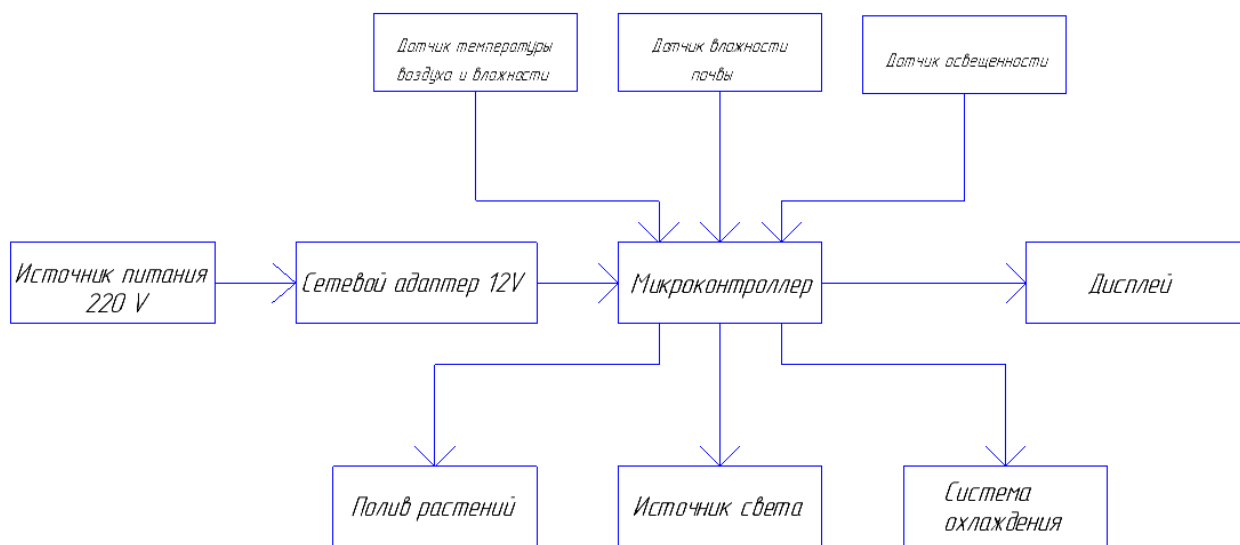 Датчик температуры
воздуха и влажности
Датчик влажности
почвы
Датчик освещенности
Источник питания
220 V
Сетевой адаптер 12V
Микроконтроллер
Дисплей
Полив растений
Источник света
Система
охлаждения